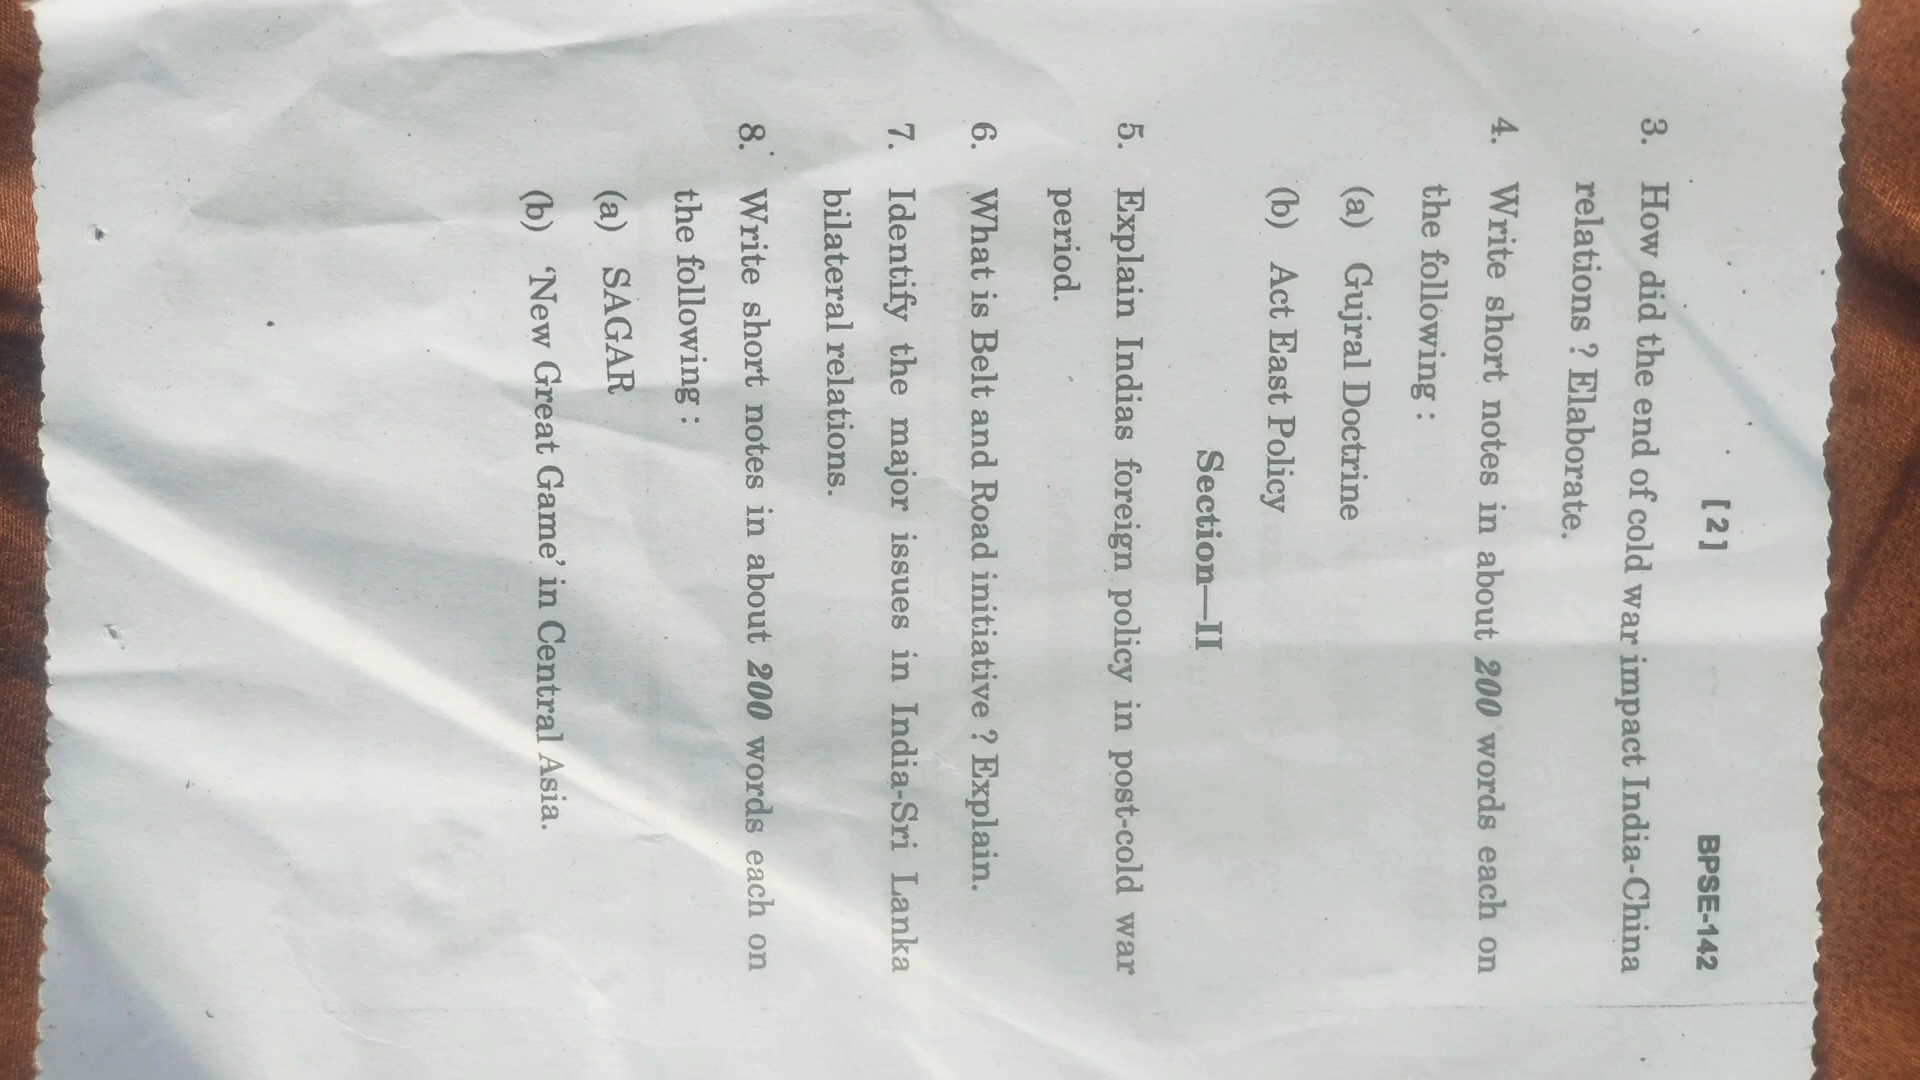 [ 2 ] BPSE-142
3. How did the end of cold war impact India-China
relations ? Elaborate.
4. Write short notes in about 200 words each on
the following :
(a) Gujral Doctrine
(b) Act East Policy
Section—II
5. Explain Indias foreign policy in post-cold war
period.
6. What is Belt and Road initiative ? Explain.
7. Identify the major issues in India-Sri Lanka
bilateral relations.
8. Write short notes in about 200 words each on
the following :
(a) SAGAR
(b) ‘New Great Game’ in Central Asia.